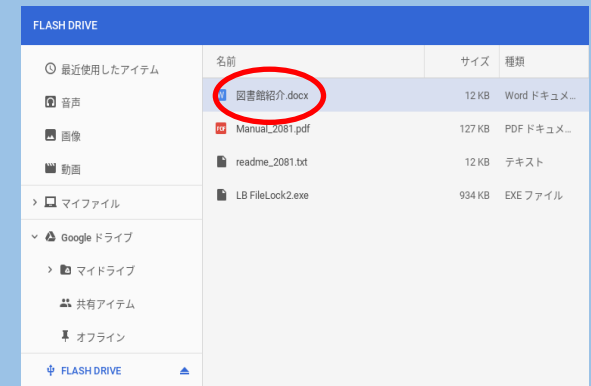 FLASH DRIVE
最近使用したアイテム
音声
画像
動画
マイファイル
Google ドライブ
マイドライブ
共有アイテム
オフライン
FLASH DRIVE
名前 サイズ 種類
図書館紹介.docx 12 KB Word ドキュメ...
Manual_2081.pdf 127 KB PDF ドキュメ...
readme_2081.txt 12 KB テキスト
LB FileLock2.exe 934 KB EXE ファイル